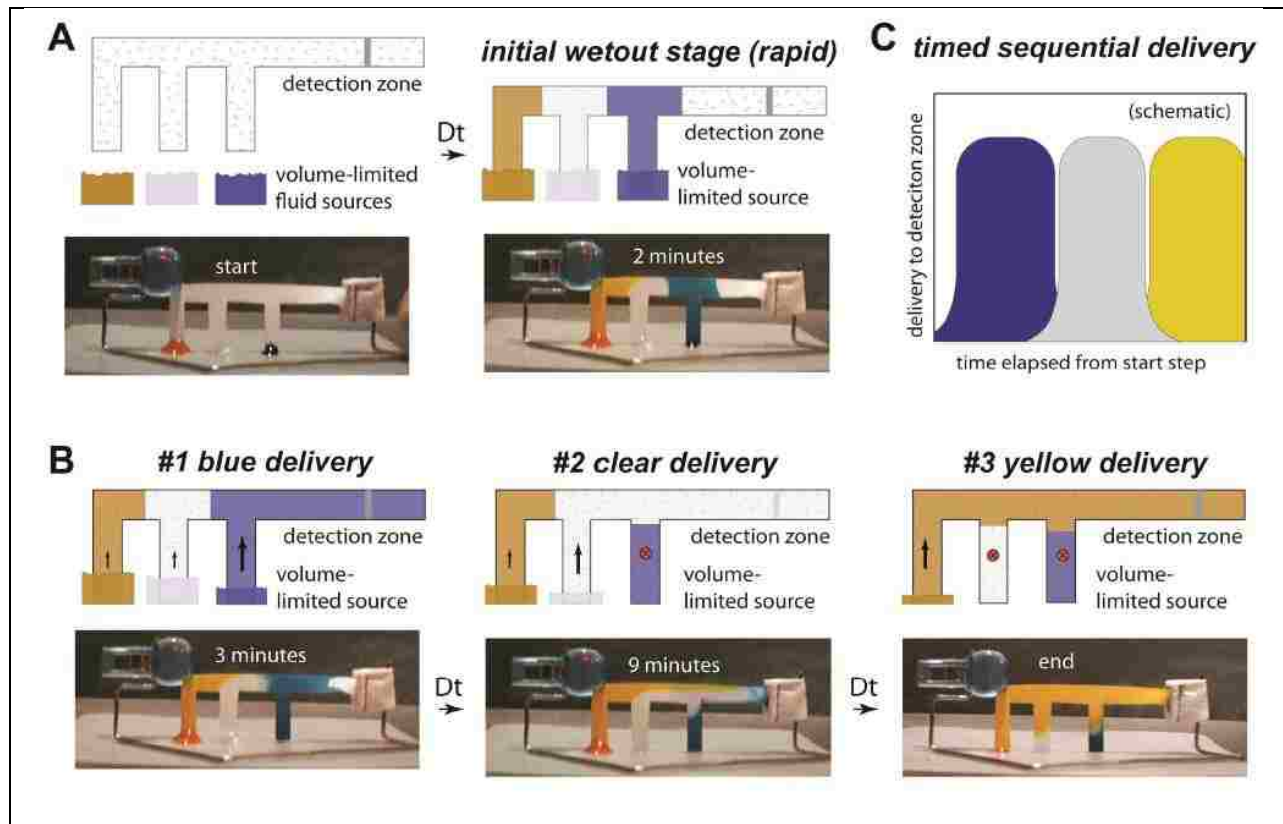 A
detection zone
volume-limited
fluid sources
start
initial wetout stage (rapid)
Dt
detection zone
volume-
limited source
2 minutes
C timed sequential delivery
(schematic)
delivery to deteciton zone
time elapsed from start step
B
#1 blue delivery
detection zone
volume-
limited source
3 minutes
Dt
#2 clear delivery
detection zone
volume-
limited source
9 minutes
Dt
#3 yellow delivery
detection zone
volume-
limited source
end